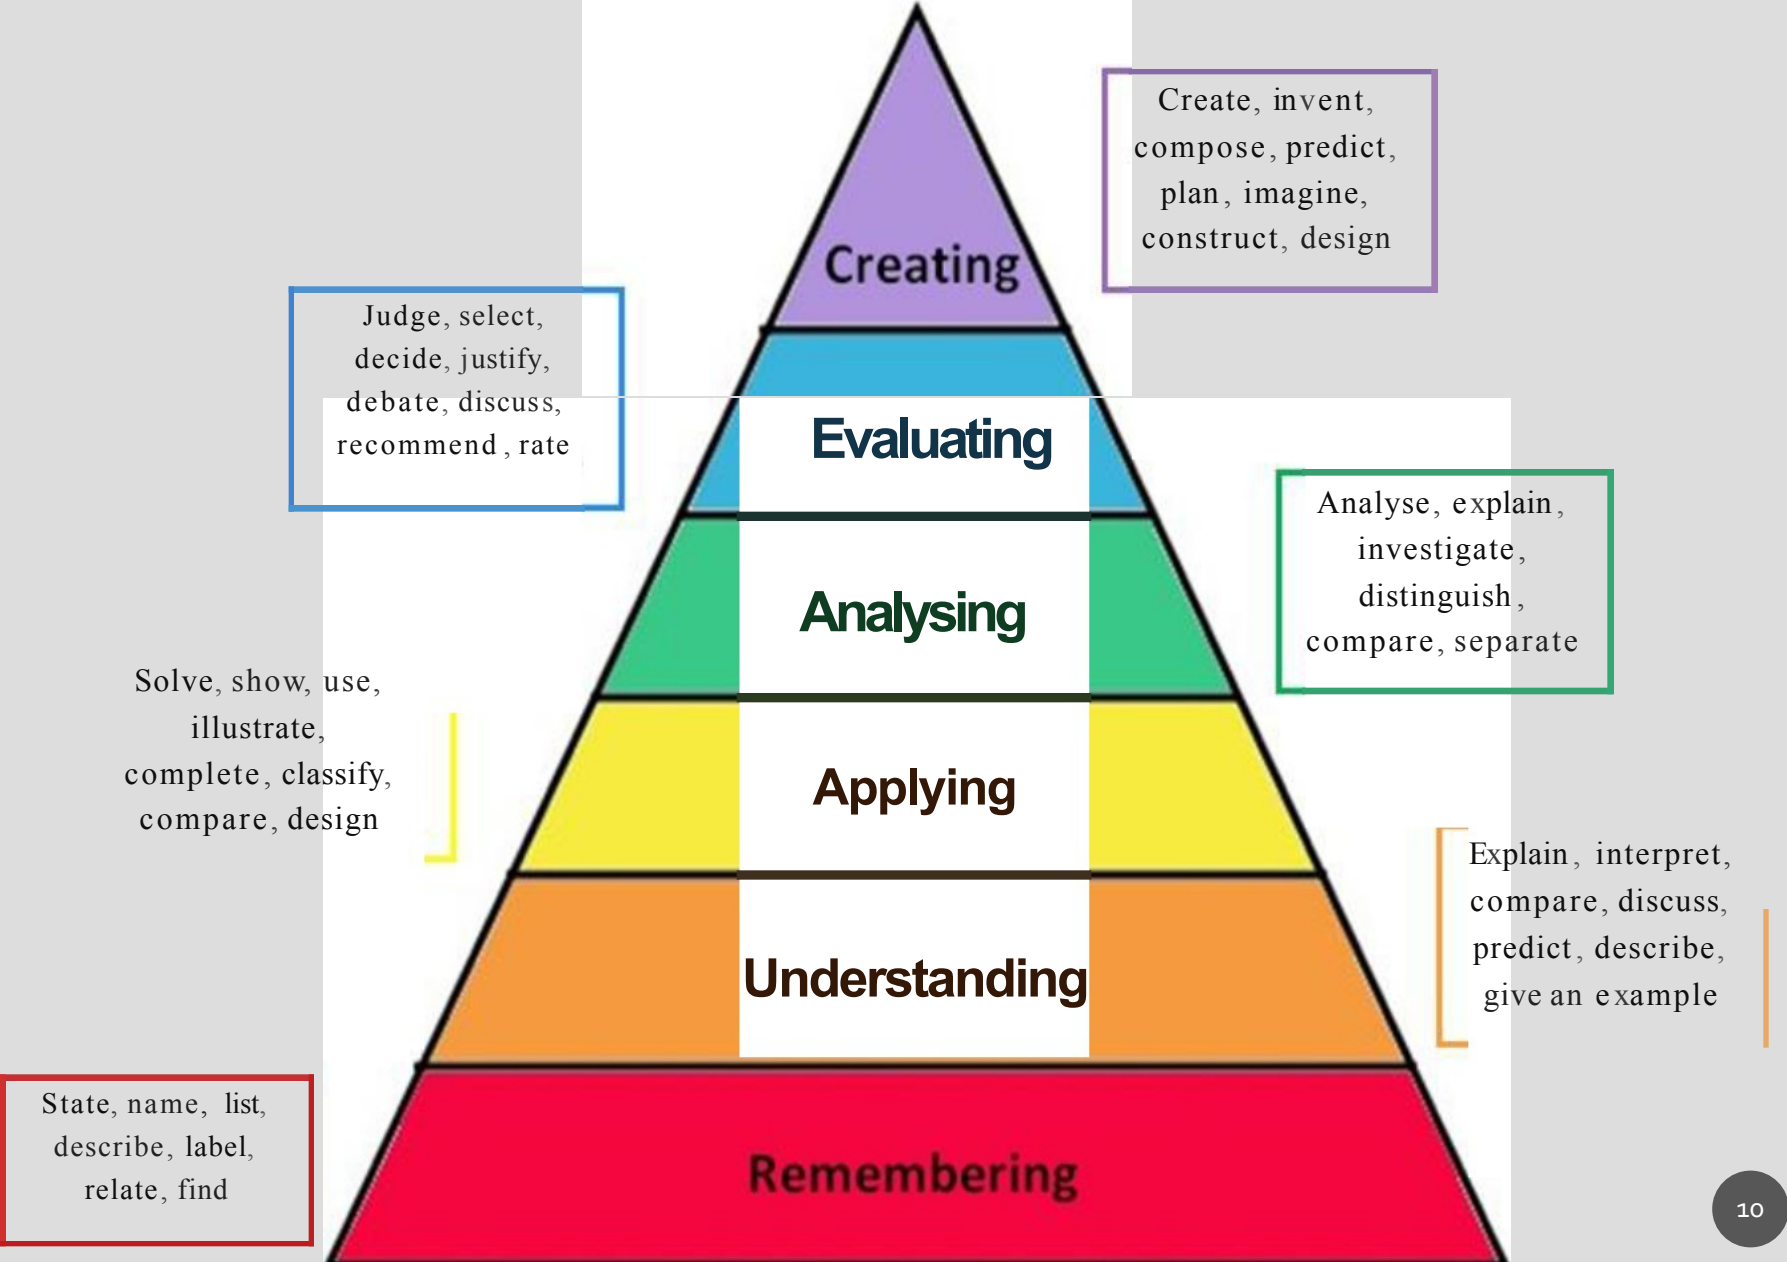 Create, invent,
compose, predict,
plan, imagine,
construct, design
Creating
Judge, select,
decide, justify,
debate, discuss,
recommend, rate
Evaluating
Analyse, explain,
investigate,
distinguish,
compare, separate
Analysing
Solve, show, use,
illustrate,
complete, classify,
compare, design
Applying
Explain, interpret,
compare, discuss,
predict, describe,
give an example
Understanding
State, name, list,
describe, label,
relate, find
Remembering
10